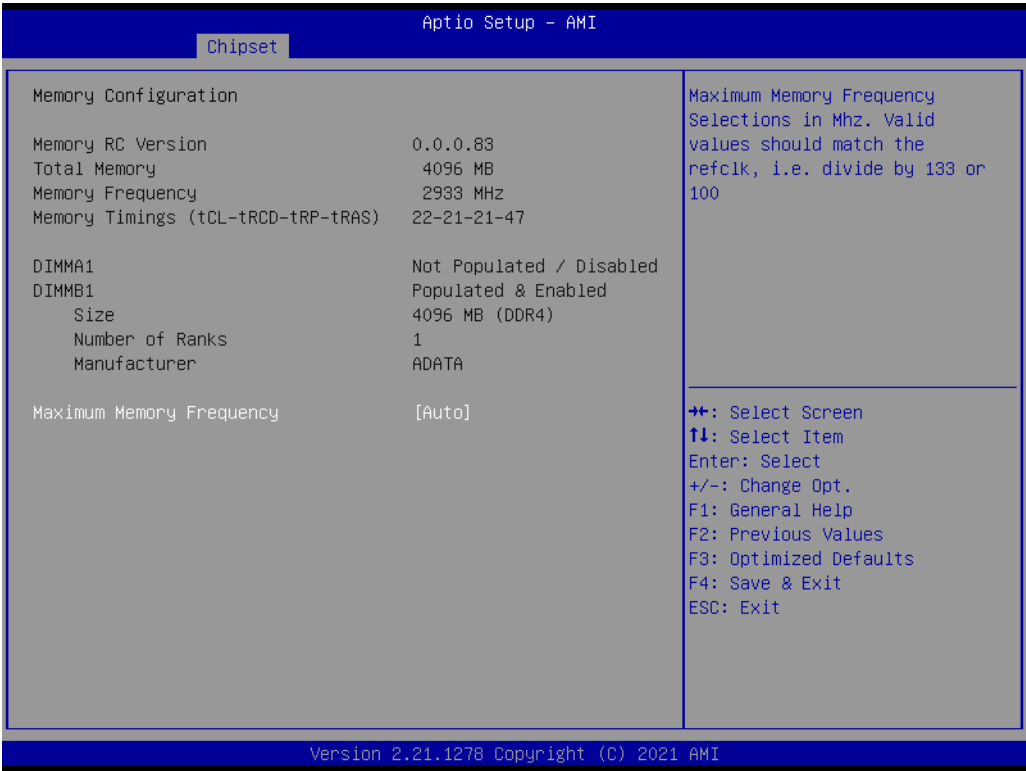 Aptio Setup - AMI
Chipset
Memory Configuration
Memory RC Version 0.0.0.83
Total Memory 4096 MB
Memory Frequency 2933 MHz
Memory Timings (tCL-tRCD-tRP-tRAS) 22-21-21-47
DIMMA1 Not Populated / Disabled
DIMMB1 Populated & Enabled
Size 4096 MB (DDR4)
Number of Ranks 1
Manufacturer ADATA
Maximum Memory Frequency [Auto]
Maximum Memory Frequency
Selections in Mhz. Valid
values should match the
refclk, i.e. divide by 133 or
100
→←: Select Screen
↑↓: Select Item
Enter: Select
+/-: Change Opt.
F1: General Help
F2: Previous Values
F3: Optimized Defaults
F4: Save & Exit
ESC: Exit
Version 2.21.1278 Copyright (C) 2021 AMI